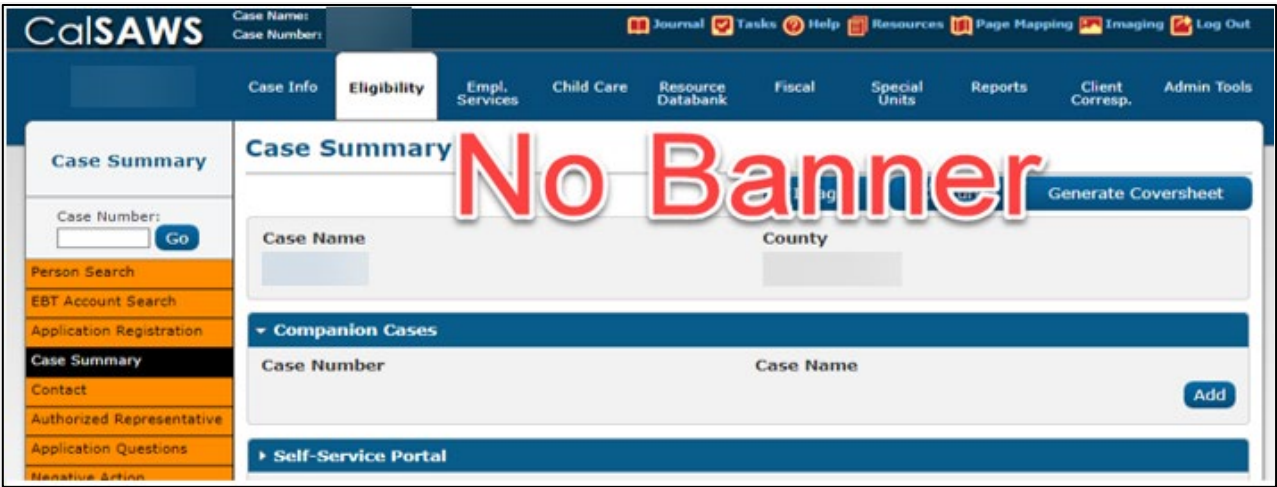 CalSAWS
Case Name:
Case Number:
Journal Tasks Help Resources Page Mapping Imaging Log Out
Case Info Eligibility Empl. Services Child Care Resource Databank Fiscal Special Units Reports Client Corresp. Admin Tools
Case Summary
Case Number:
Go
Person Search
EBT Account Search
Application Registration
Case Summary
Contact
Authorized Representative
Application Questions
Negative Action
Case Summary
No Banner
Generate Coversheet
Case Name County
Companion Cases
Case Number Case Name
Add
Self-Service Portal